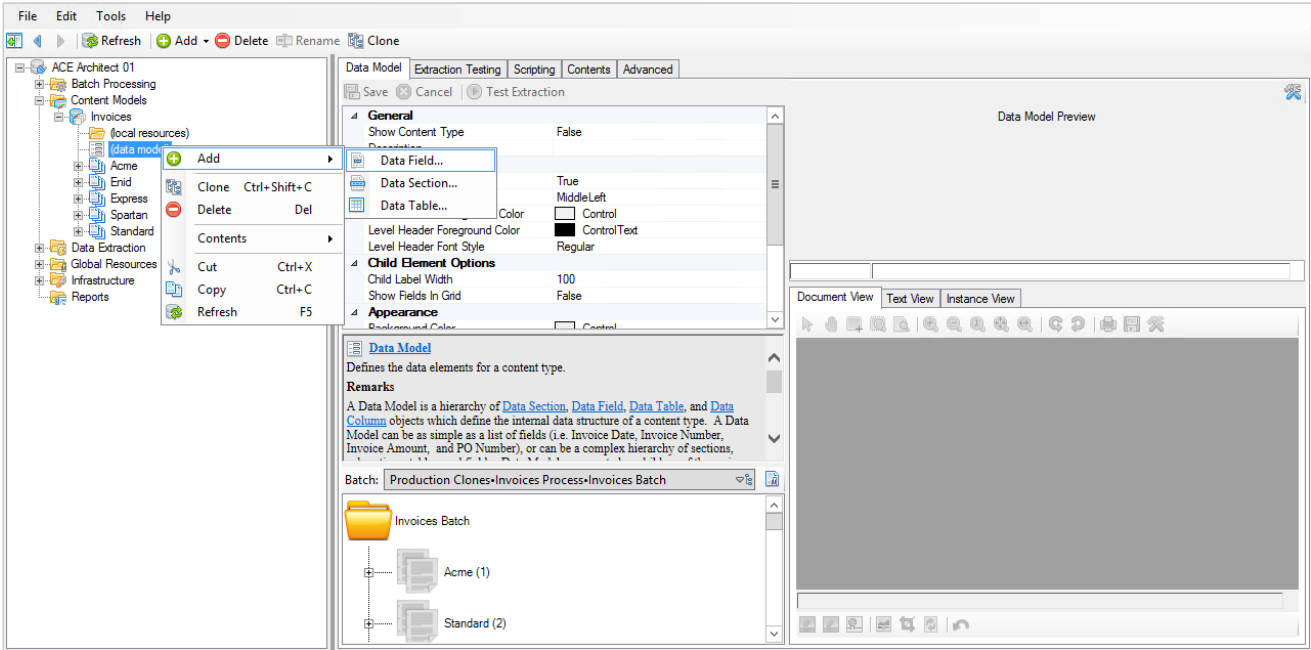 File Edit Tools Help
Refresh Add Delete Rename Clone
ACE Architect 01
Batch Processing
Content Models
Invoices
(local resources)
(data model)
Acme
Enid
Express
Spartan
Standard
Data Extraction
Global Resources
Infrastructure
Reports
Add
Clone Ctrl+Shift+C
Delete Del
Contents
Cut Ctrl+X
Copy Ctrl+C
Refresh F5
Data Field...
Data Section...
Data Table...
Data Model Extraction Testing Scripting Contents Advanced
Save Cancel Test Extraction
General
Show Content Type False
Description
True
MiddleLeft
Color Control
Level Header Foreground Color ControlText
Level Header Font Style Regular
Child Element Options
Child Label Width 100
Show Fields In Grid False
Appearance
Background Color Control
Data Model
Defines the data elements for a content type.
Remarks
A Data Model is a hierarchy of Data Section, Data Field, Data Table, and Data
Column objects which define the internal data structure of a content type. A Data
Model can be as simple as a list of fields (i.e. Invoice Date, Invoice Number,
Invoice Amount, and PO Number), or can be a complex hierarchy of sections,
Batch: Production Clones•Invoices Process•Invoices Batch
Invoices Batch
Acme (1)
Standard (2)
Data Model Preview
Document View Text View Instance View